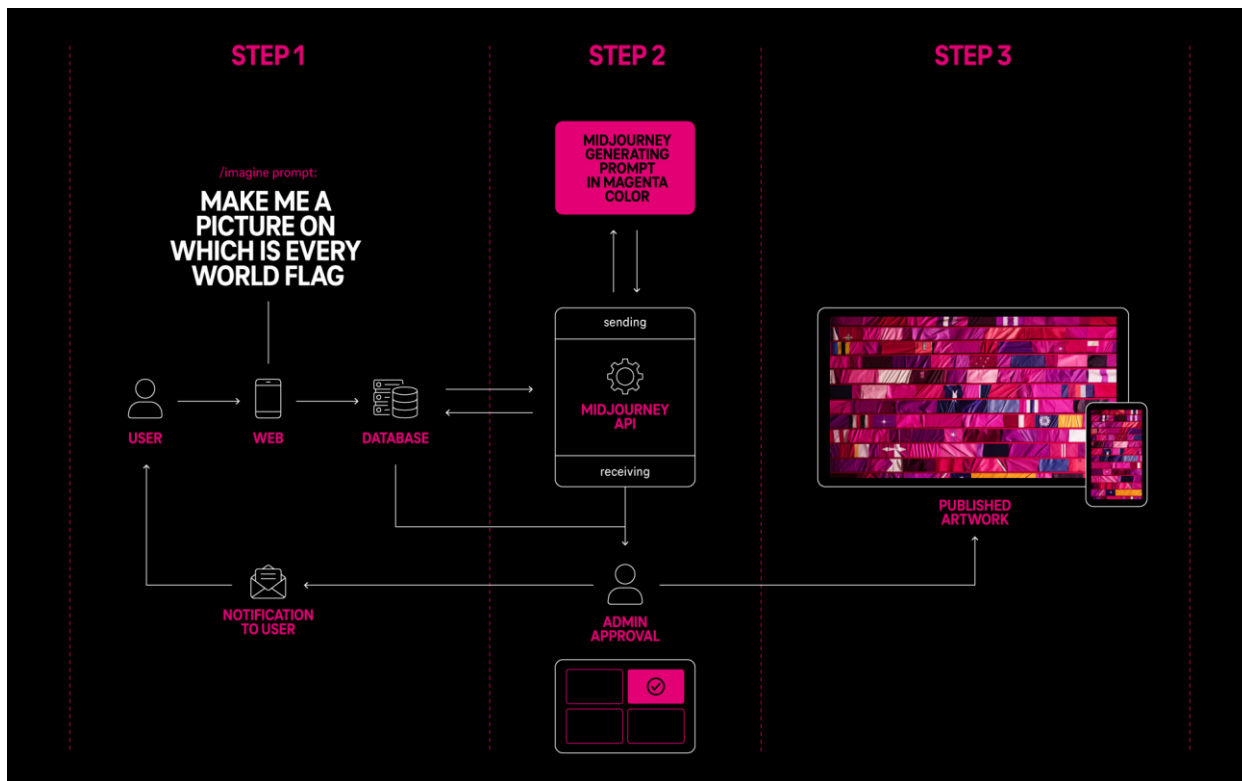 STEP 1
STEP 2
STEP 3
/imagine prompt:
MAKE ME A
PICTURE ON
WHICH IS EVERY
WORLD FLAG
MIDJOURNEY
GENERATING
PROMPT
IN MAGENTA
COLOR
sending
MIDJOURNEY
API
receiving
USER
WEB
DATABASE
PUBLISHED
ARTWORK
NOTIFICATION
TO USER
ADMIN
APPROVAL